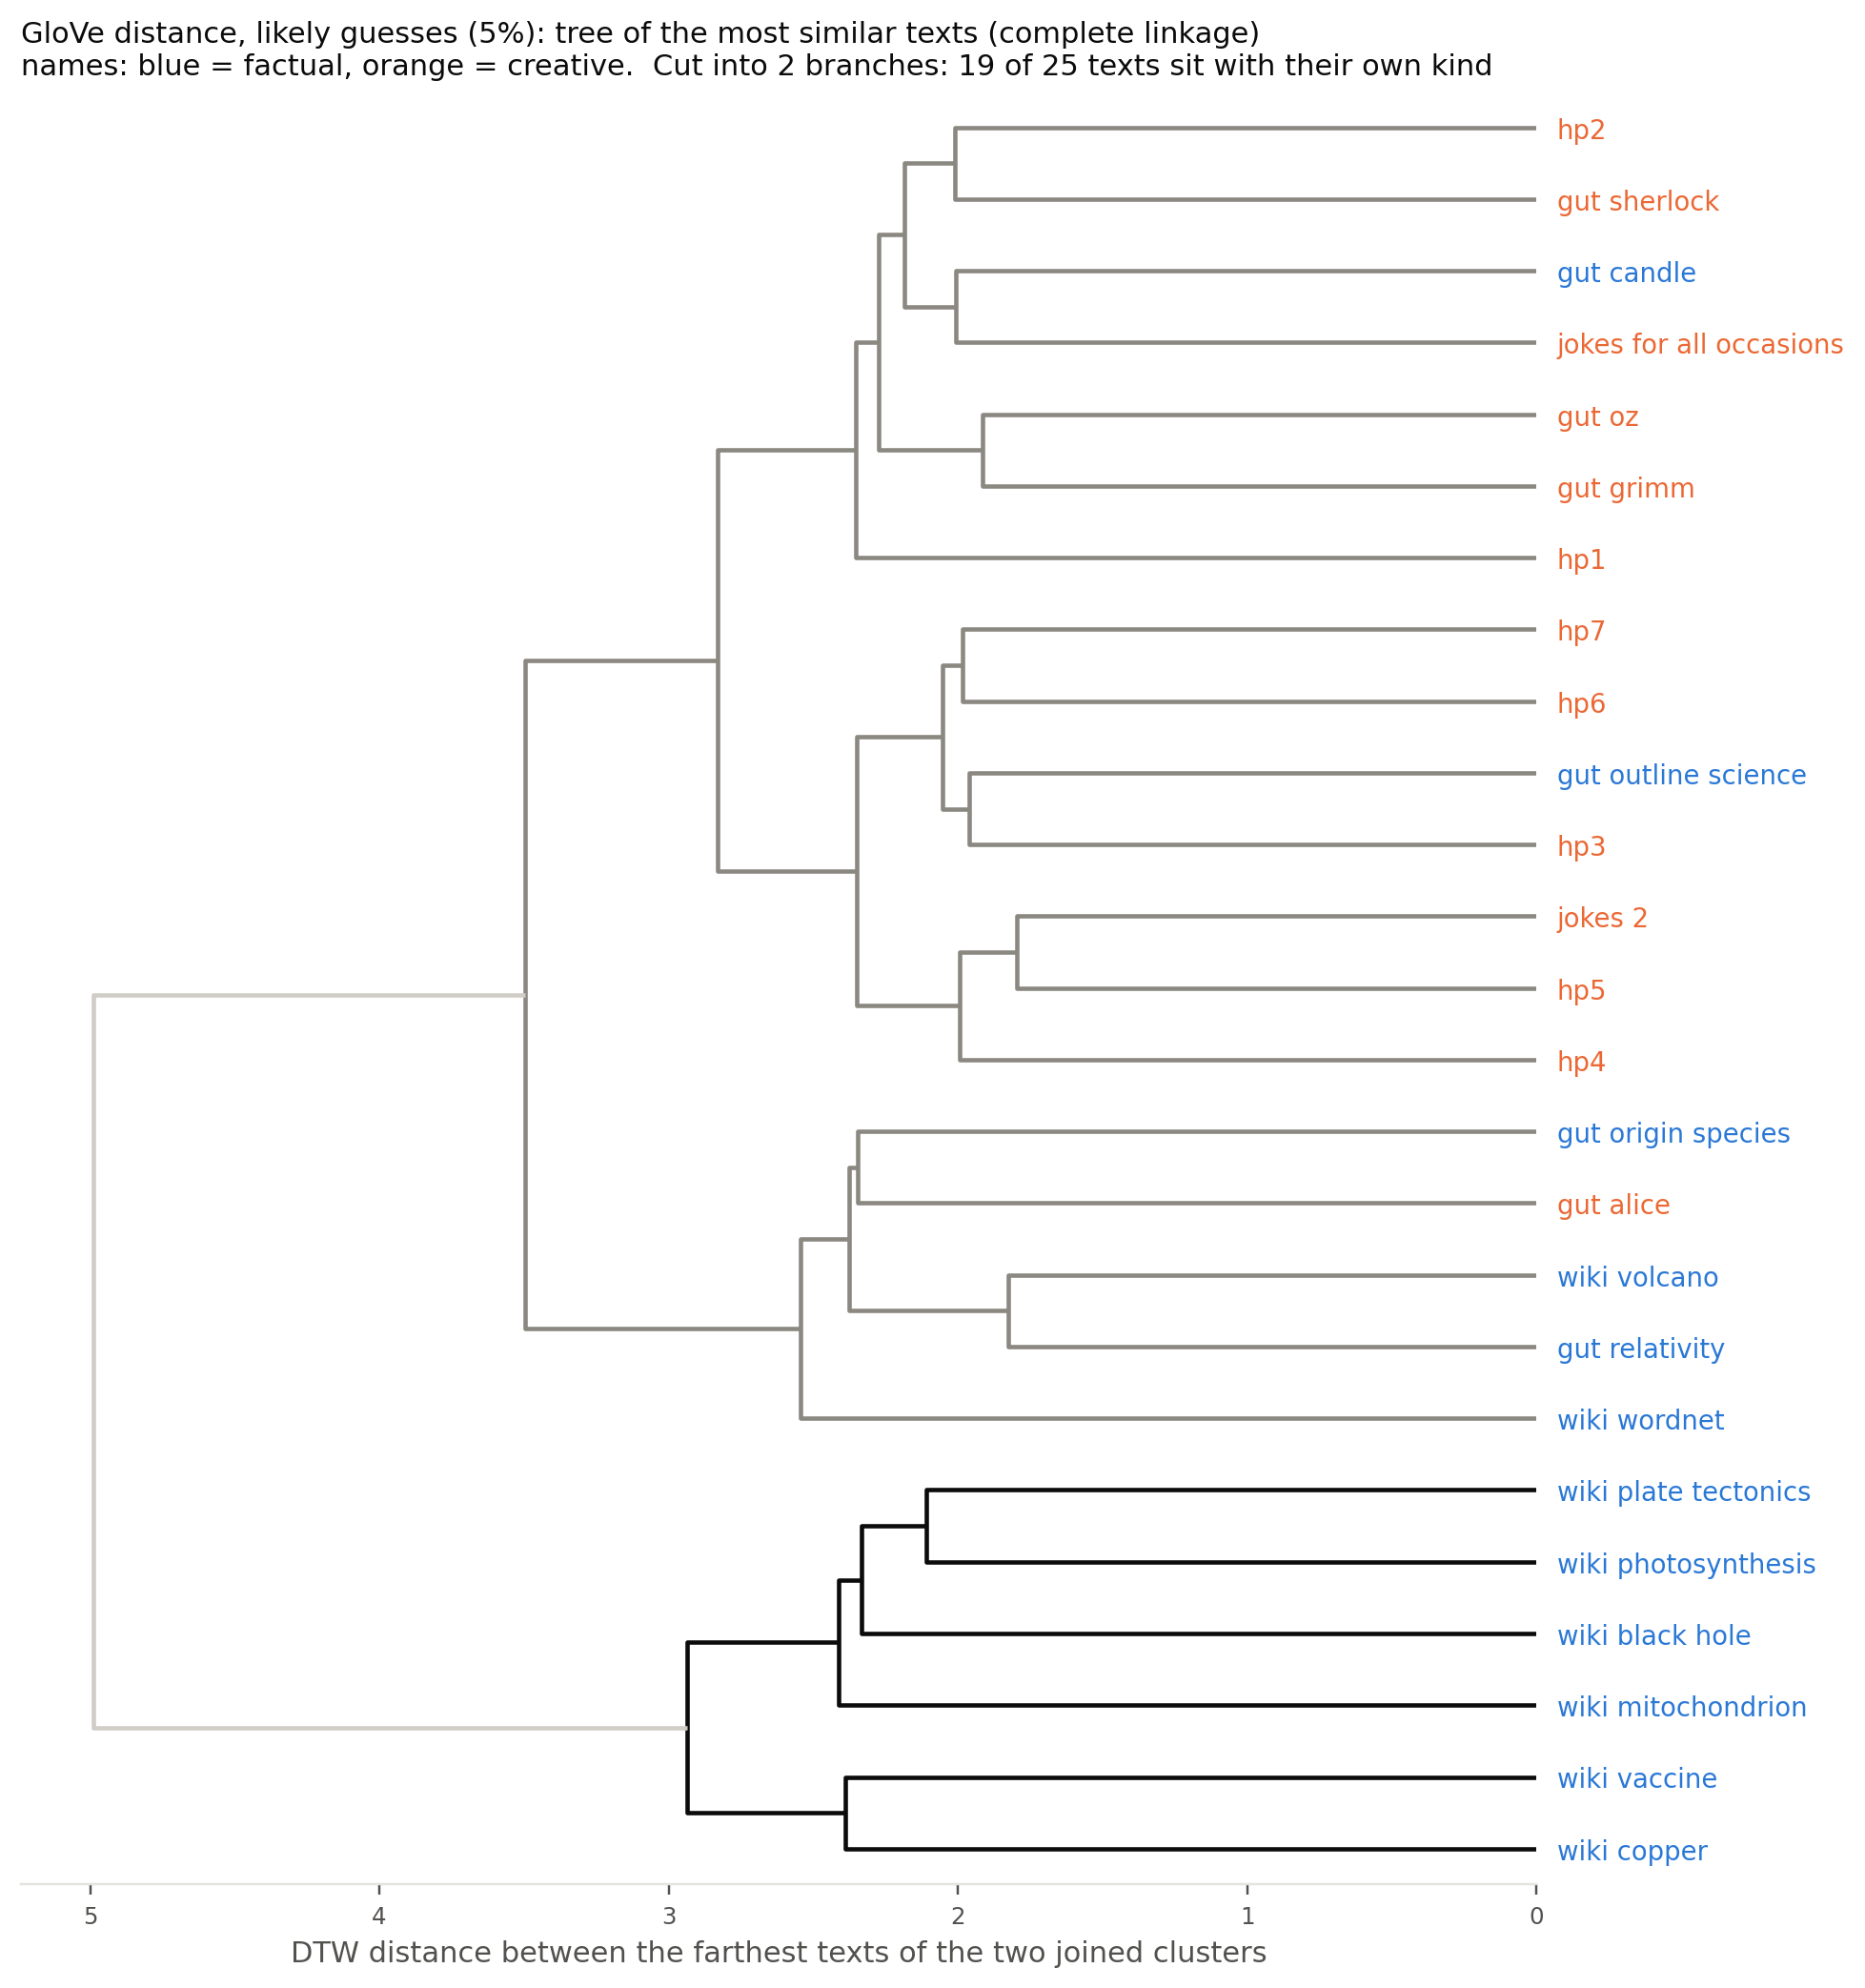 GloVe distance, likely guesses (5%): tree of the most similar texts (complete linkage)
names: blue = factual, orange = creative.  Cut into 2 branches: 19 of 25 texts sit with their own kind
hp2
gut sherlock
gut candle
jokes for all occasions
gut oz
gut grimm
hp1
hp7
hp6
gut outline science
hp3
jokes 2
hp5
hp4
gut origin species
gut alice
wiki volcano
gut relativity
wiki wordnet
wiki plate tectonics
wiki photosynthesis
wiki black hole
wiki mitochondrion
wiki vaccine
wiki copper
5 4 3 2 1 0
DTW distance between the farthest texts of the two joined clusters